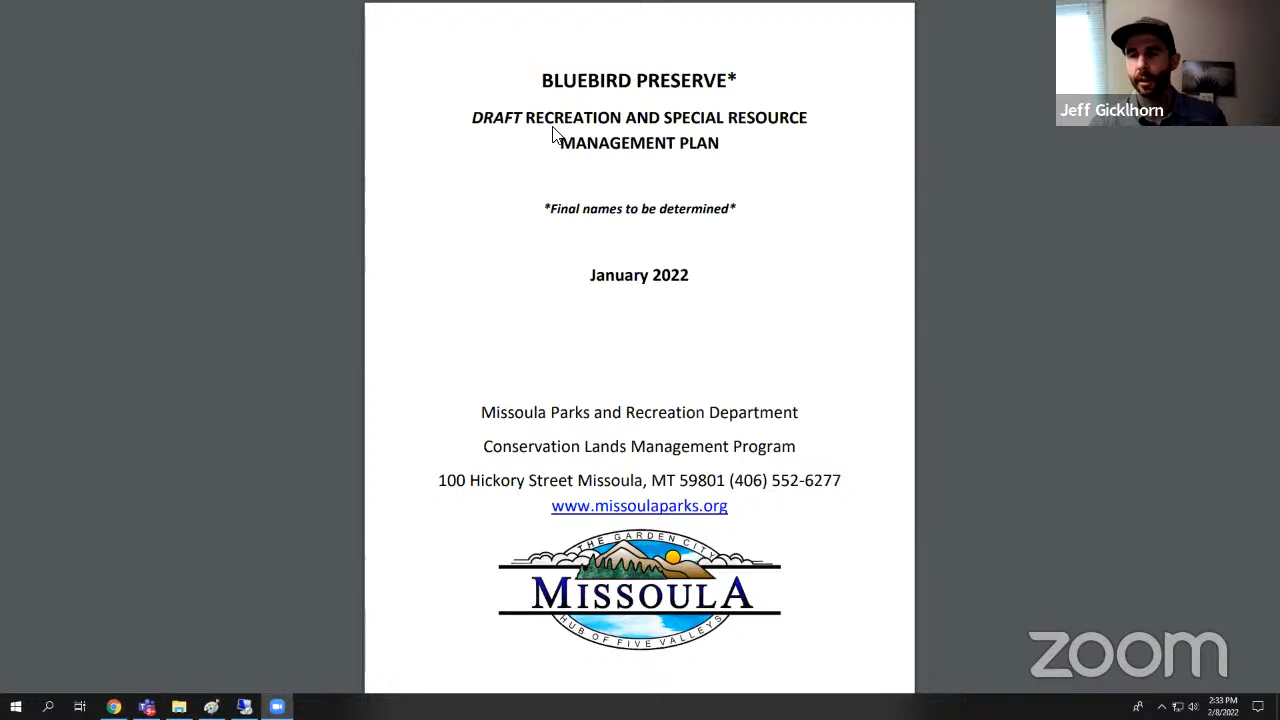 BLUEBIRD PRESERVE*
DRAFT RECREATION AND SPECIAL RESOURCE
MANAGEMENT PLAN
*Final names to be determined*
January 2022
Missoula Parks and Recreation Department
Conservation Lands Management Program
100 Hickory Street Missoula, MT 59801 (406) 552-6277
www.missoulaparks.org
THE GARDEN CITY
MISSOULA
HUB OF FIVE VALLEYS
Jeff Gicklhorn
zoom
2:33 PM
2/8/2022